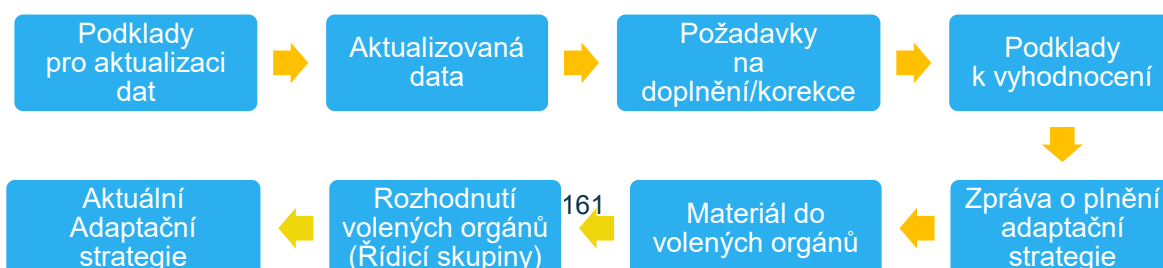 Podklady
pro aktualizaci
dat
Aktualizovaná
data
Požadavky
na
doplnění/korekce
Podklady
k vyhodnocení
Zpráva o plnění
adaptační
strategie
Materiál do
volených orgánů
161
Rozhodnutí
volených orgánů
(Řídicí skupiny)
Aktuální
Adaptační
strategie